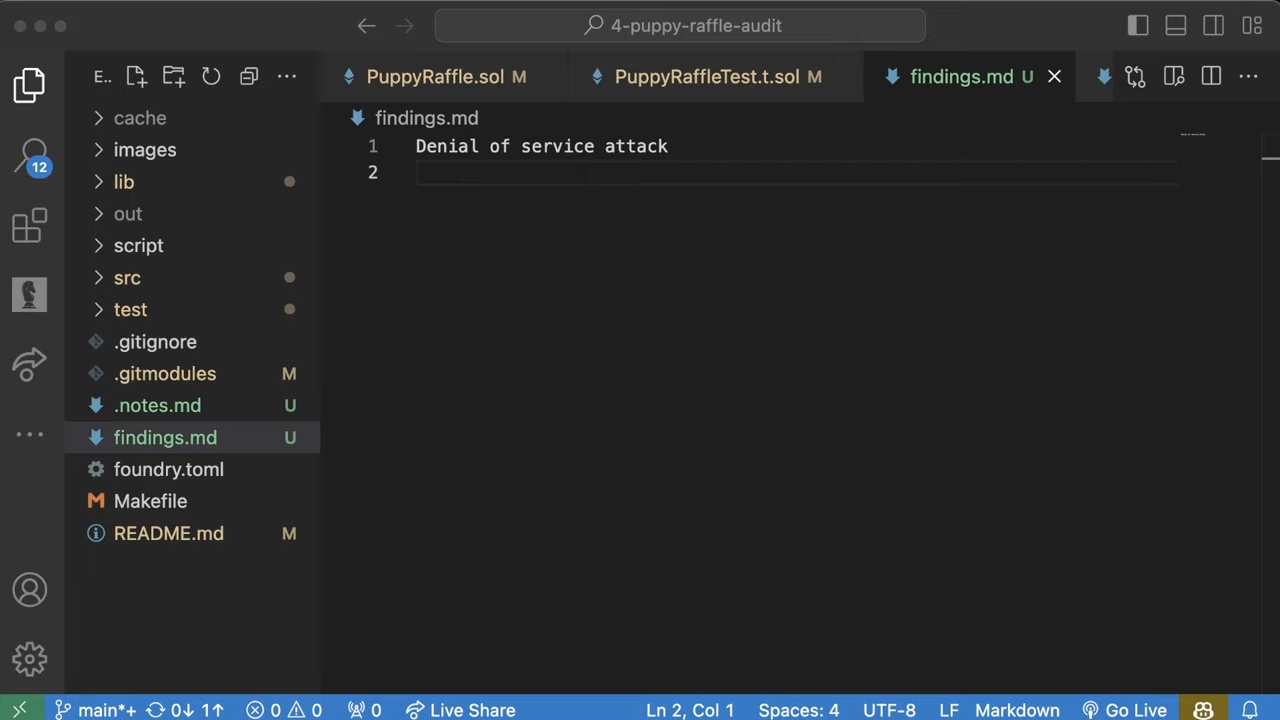 4-puppy-raffle-audit
E..
PuppyRaffle.sol M
PuppyRaffleTest.t.sol M
findings.md U
cache
findings.md
images
1 Denial of service attack
12
2
lib
out
script
src
test
.gitignore
.gitmodules M
.notes.md U
findings.md U
foundry.toml
M Makefile
README.md M
main*+ 0↓ 1↑ 0 0 0 Live Share Ln 2, Col 1 Spaces: 4 UTF-8 LF Markdown Go Live